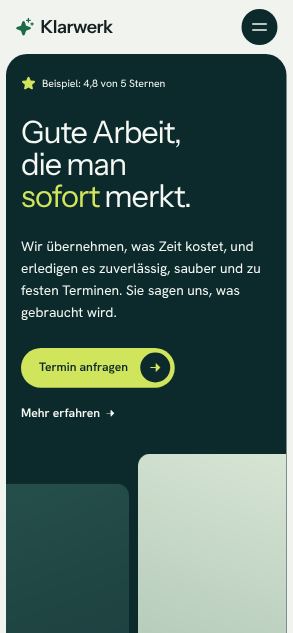 Klarwerk
Beispiel: 4,8 von 5 Sternen
Gute Arbeit,
die man
sofort merkt.
Wir übernehmen, was Zeit kostet, und
erledigen es zuverlässig, sauber und zu
festen Terminen. Sie sagen uns, was
gebraucht wird.
Termin anfragen
Mehr erfahren